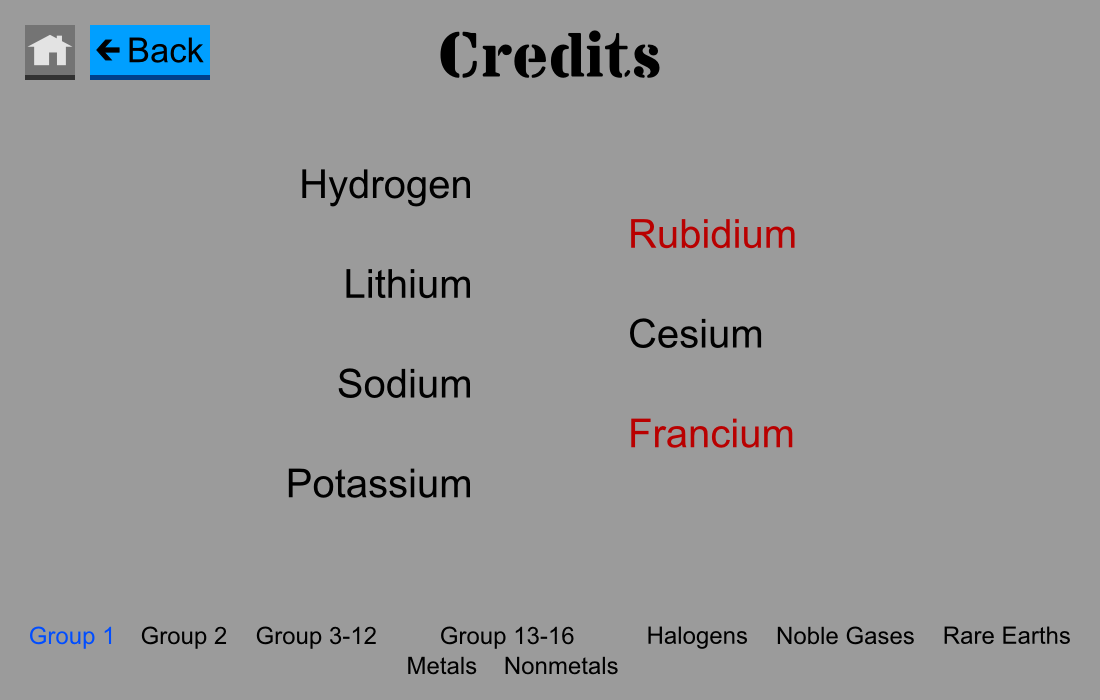 Back
Credits
Hydrogen
Rubidium
Lithium
Cesium
Sodium
Francium
Potassium
Group 1 Group 2 Group 3-12 Group 13-16 Halogens Noble Gases Rare Earths
Metals Nonmetals